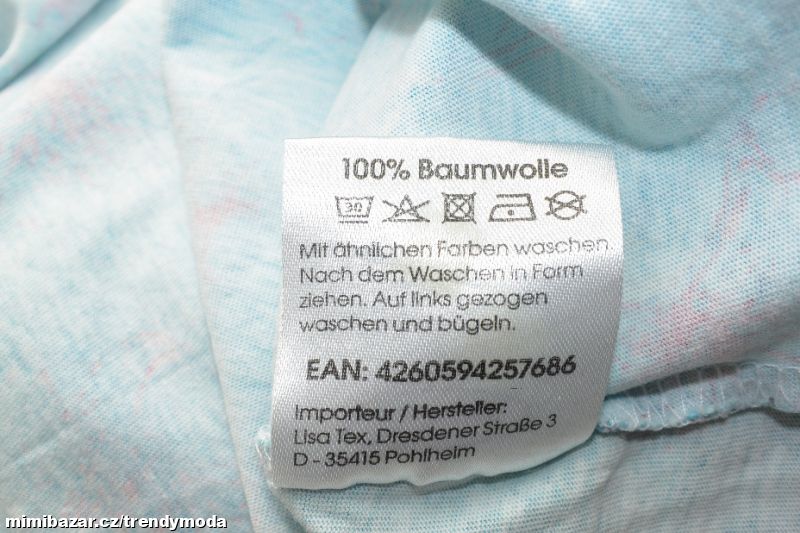 100% Baumwolle
30
Mit ähnlichen Farben waschen.
Nach dem Waschen in Form
ziehen. Auf links gezogen
waschen und bügeln.
EAN: 4260594257686
Importeur / Hersteller:
Lisa Tex, Dresdener Straße 3
D - 35415 Pohlheim
mimibazar.cz/trendymoda